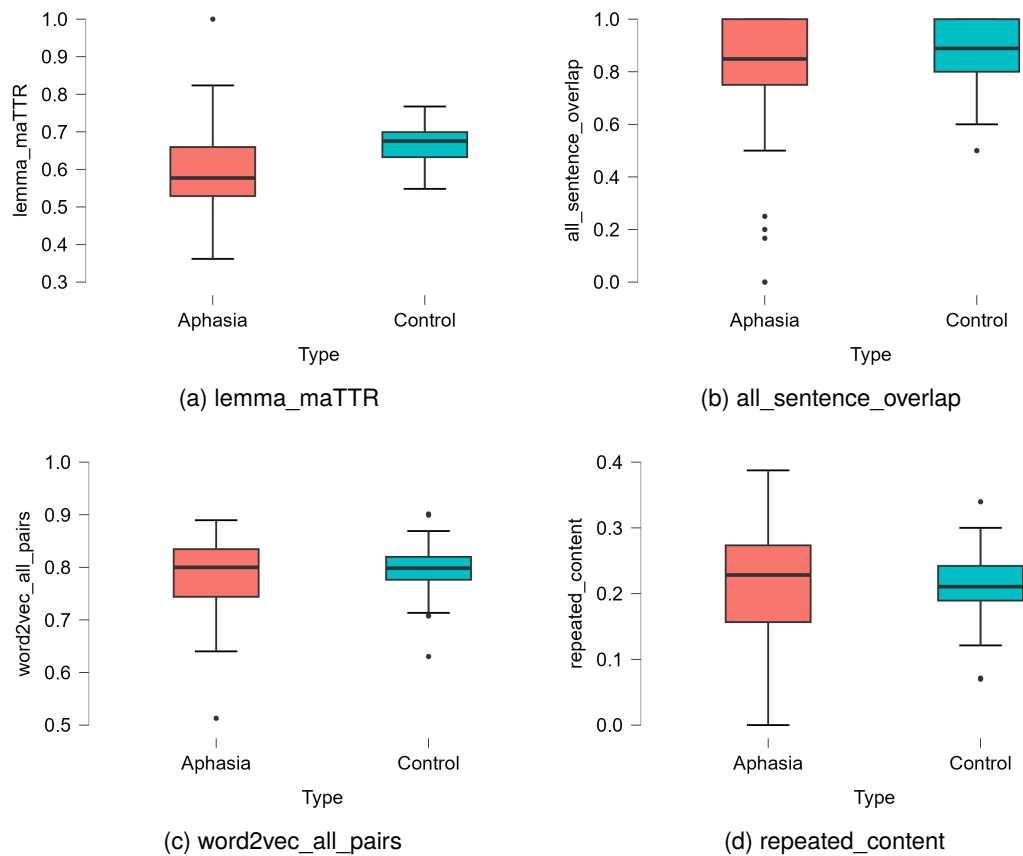 1.0
0.9
0.8
0.7
0.6
0.5
0.4
0.3
lemma_maTTR
Aphasia
Control
Type
(a) lemma_maTTR
1.0
0.8
0.6
0.4
0.2
0.0
all_sentence_overlap
Aphasia
Control
Type
(b) all_sentence_overlap
1.0
0.9
0.8
0.7
0.6
0.5
word2vec_all_pairs
Aphasia
Control
Type
(c) word2vec_all_pairs
0.4
0.3
0.2
0.1
0.0
repeated_content
Aphasia
Control
Type
(d) repeated_content